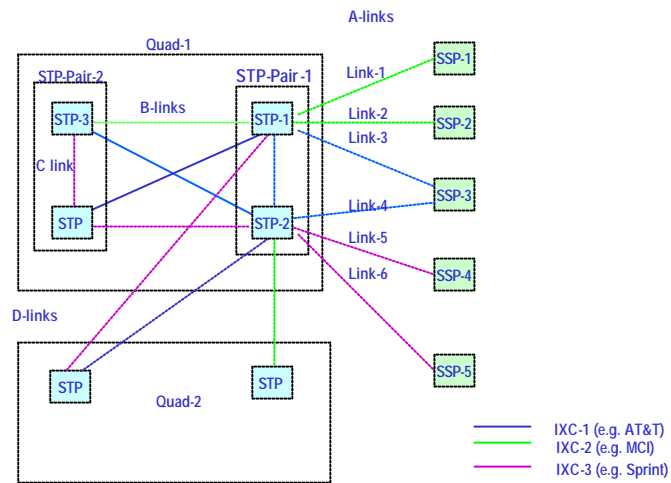 A-links
Quad-1
STP-Pair-2
STP-Pair-1
Link-1
SSP-1
B-links
Link-2
STP-3
STP-1
SSP-2
Link-3
C link
SSP-3
Link-4
STP
STP-2
Link-5
Link-6
SSP-4
D-links
STP
STP
SSP-5
Quad-2
IXC-1 (e.g. AT&T)
IXC-2 (e.g. MCI)
IXC-3 (e.g. Sprint)